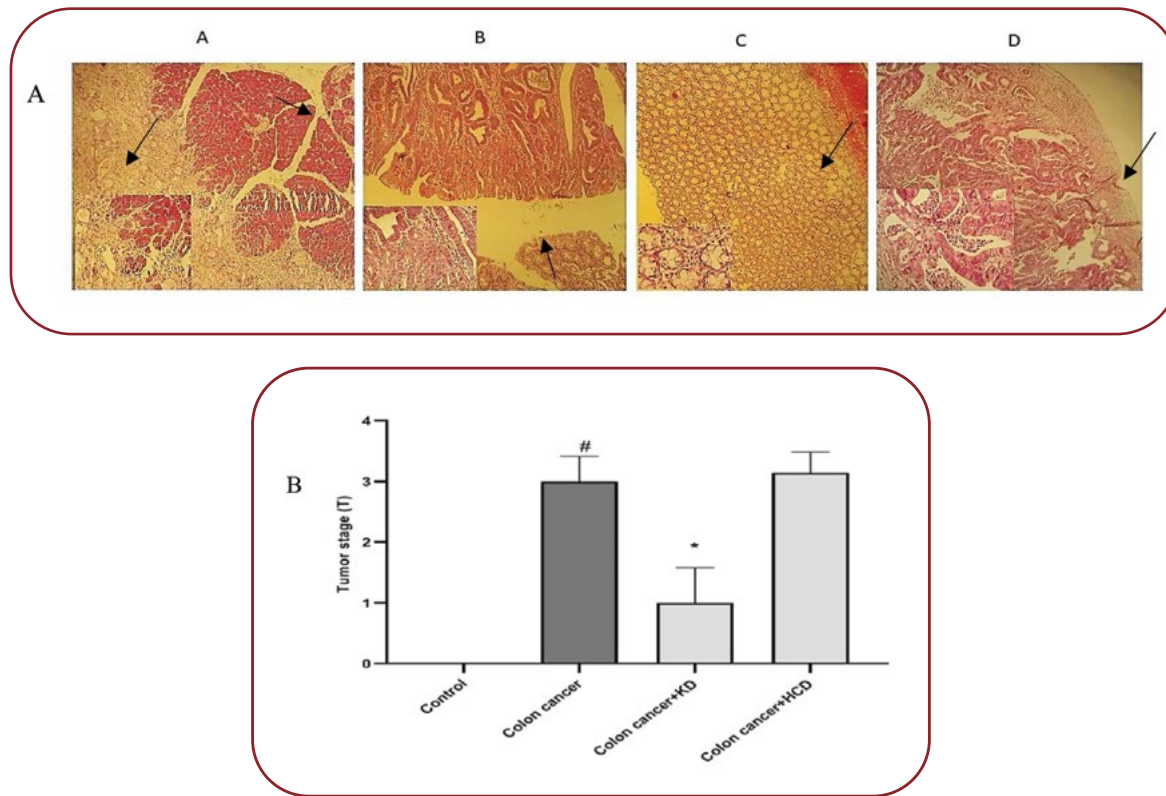 A B C D
A
B
4
3
2
1
0
Tumor stage (T)
#
*
Control
Colon cancer
Colon cancer+KD
Colon cancer+HCD